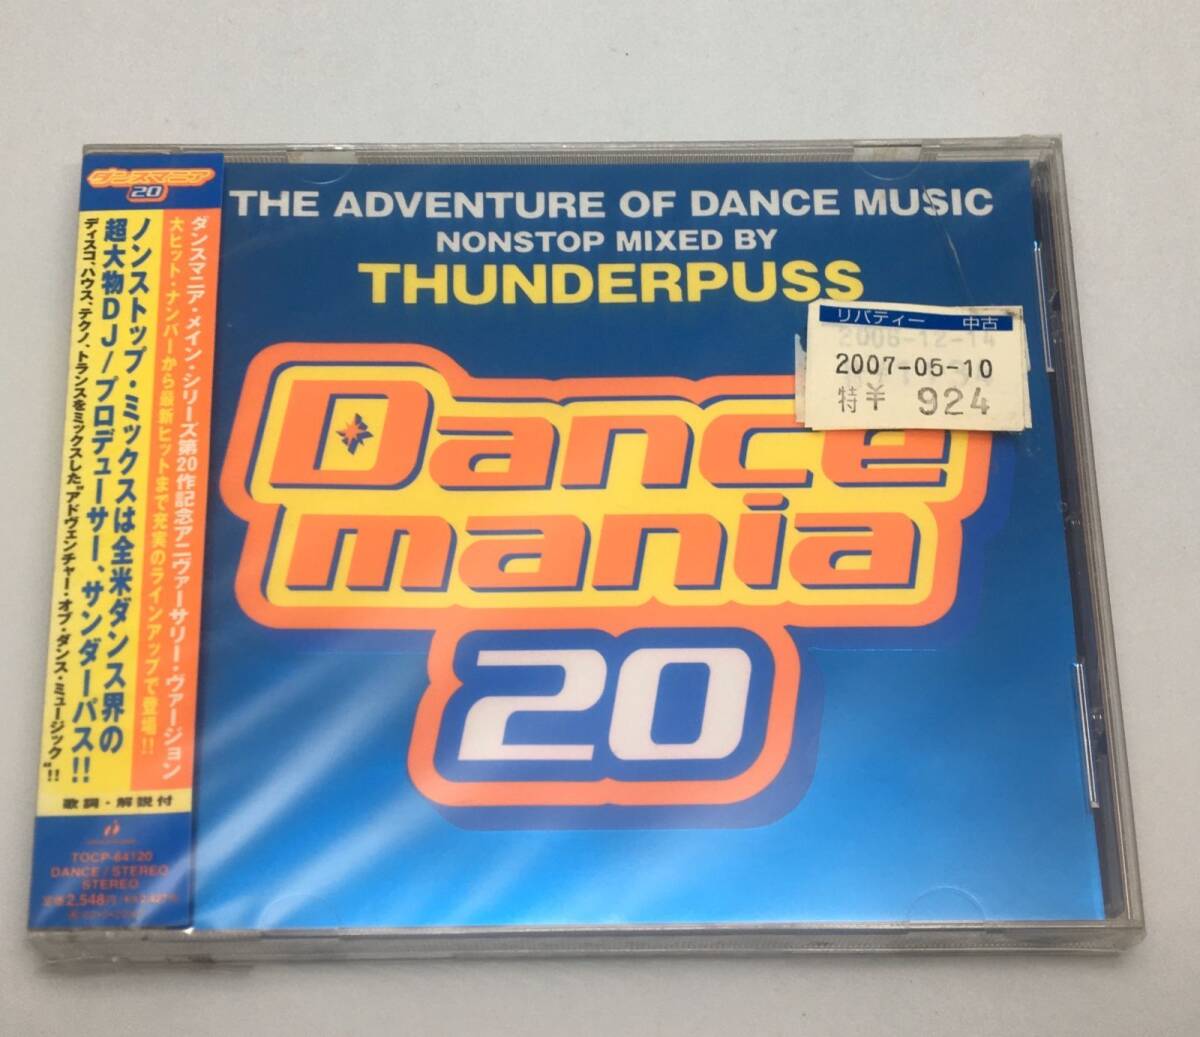 THE ADVENTURE OF DANCE MUSIC
NONSTOP MIXED BY
THUNDERPUSS
リバティー 中古
2006-12-14
2007-05-10
特¥ 924
Dance
mania
20
ダンスマニア
20
ダンスマニア・メイン・シリーズ第20作記念アニヴァーサリー・ヴァージョン
大ヒット・ナンバーから最新ヒットまで充実のラインアップで登場!!
ノンストップ・ミックスは全米ダンス界の
超大物DJ/プロデューサー、サンダーパス!!
ディスコ、ハウス、テクノ、トランスをミックスした"アドヴェンチャー・オブ・ダンス・ミュージック"!!
歌詞・解説付
TOCP-64120
DANCE/STEREO
STEREO
2,548